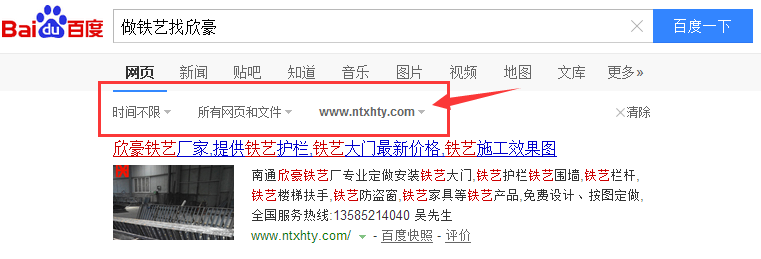 Baidu百度 做铁艺找欣豪 × 百度一下
网页 新闻 贴吧 知道 音乐 图片 视频 地图 文库 更多»
时间不限 所有网页和文件 www.ntxhty.com ×清除
欣豪铁艺厂家,提供铁艺护栏,铁艺大门最新价格,铁艺施工效果图
南通欣豪铁艺厂专业定做安装铁艺大门,铁艺护栏铁艺围墙,铁艺栏杆,
铁艺楼梯扶手,铁艺防盗窗,铁艺家具等铁艺产品,免费设计、按图定做,
全国服务热线:13585214040 吴先生
www.ntxhty.com/ - 百度快照 - 评价